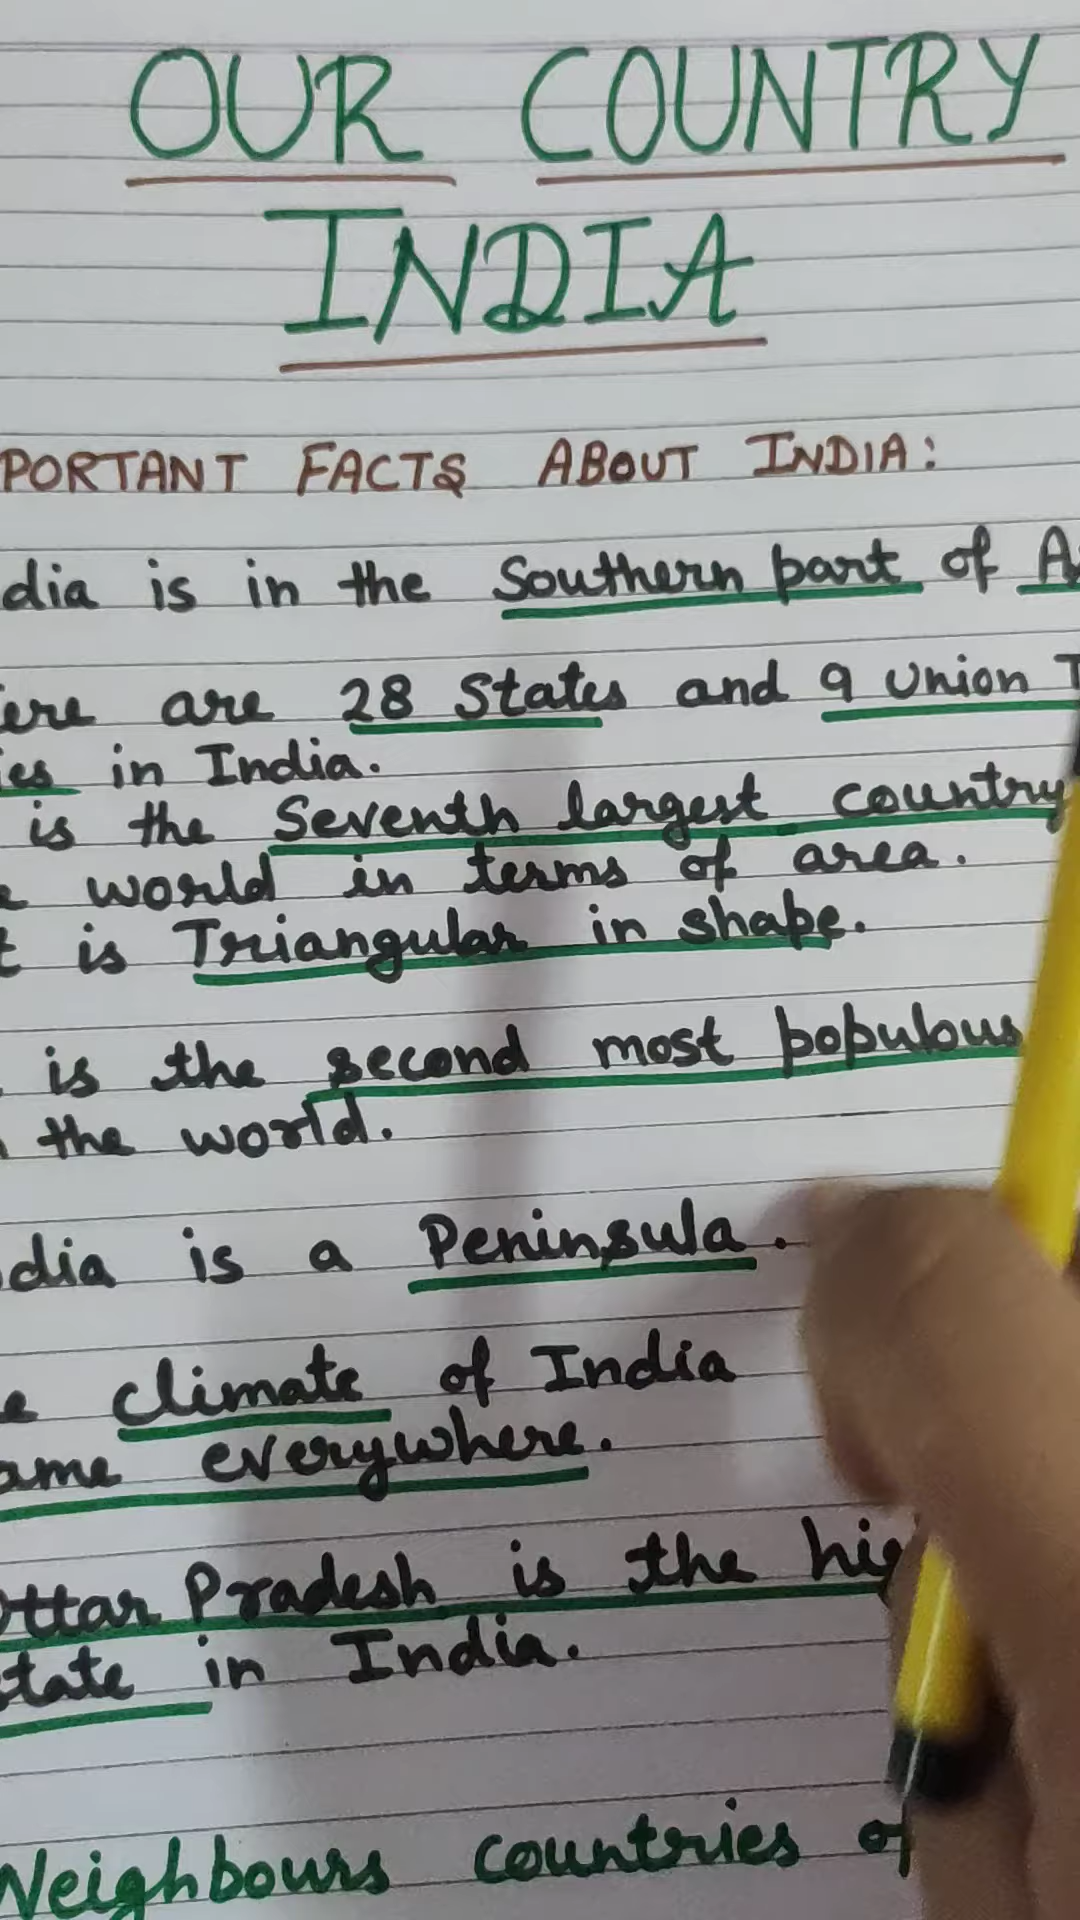 OUR COUNTRY
INDIA
PORTANT FACTS ABOUT INDIA:
dia is in the Southern part of A
ere are 28 States and 9 Union T
ies in India.
is the Seventh largest country
e world in terms of area.
t is Triangular in shape.
is the second most populous
the world.
dia is a Peninsula.
e climate of India
ame everywhere.
Uttar Pradesh is the hig
tate in India.
Neighbours countries of